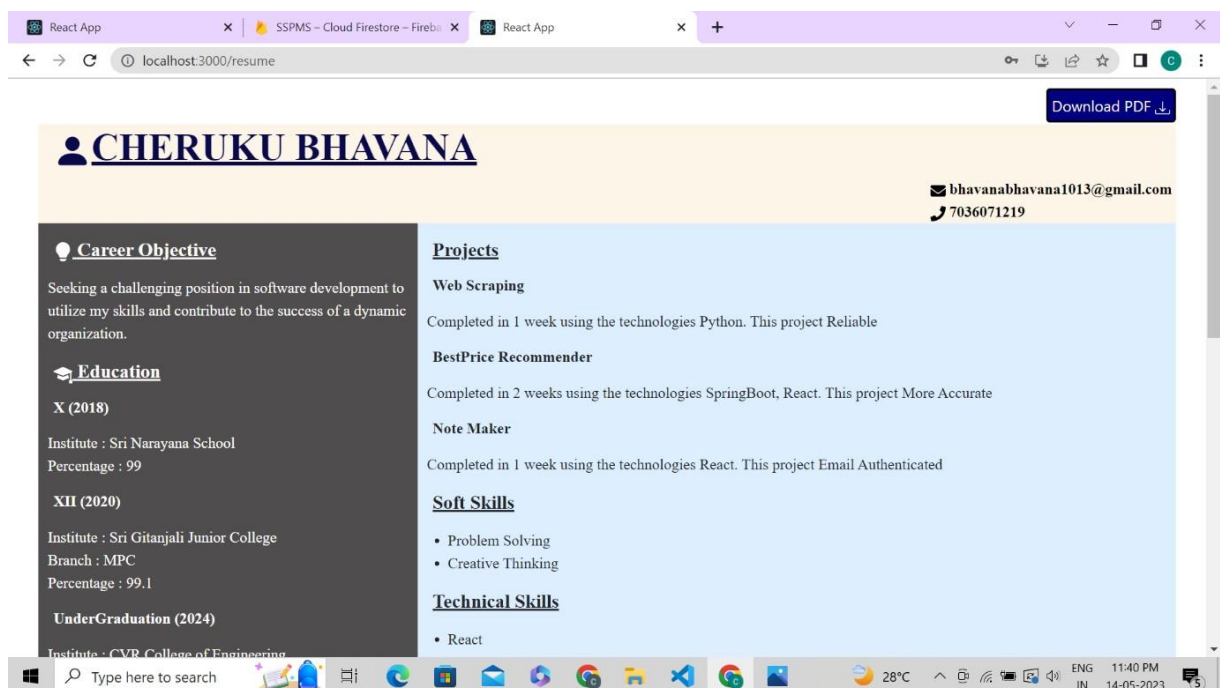 React App
SSPMS – Cloud Firestore – Fireba
React App
localhost:3000/resume
Download PDF
CHERUKU BHAVANA
bhavanabhavana1013@gmail.com
7036071219
Career Objective
Seeking a challenging position in software development to
utilize my skills and contribute to the success of a dynamic
organization.
Education
X (2018)
Institute : Sri Narayana School
Percentage : 99
XII (2020)
Institute : Sri Gitanjali Junior College
Branch : MPC
Percentage : 99.1
UnderGraduation (2024)
Institute : CVR College of Engineering
Projects
Web Scraping
Completed in 1 week using the technologies Python. This project Reliable
BestPrice Recommender
Completed in 2 weeks using the technologies SpringBoot, React. This project More Accurate
Note Maker
Completed in 1 week using the technologies React. This project Email Authenticated
Soft Skills
• Problem Solving
• Creative Thinking
Technical Skills
• React
Type here to search
28°C
ENG
IN
11:40 PM
14-05-2023
5
C